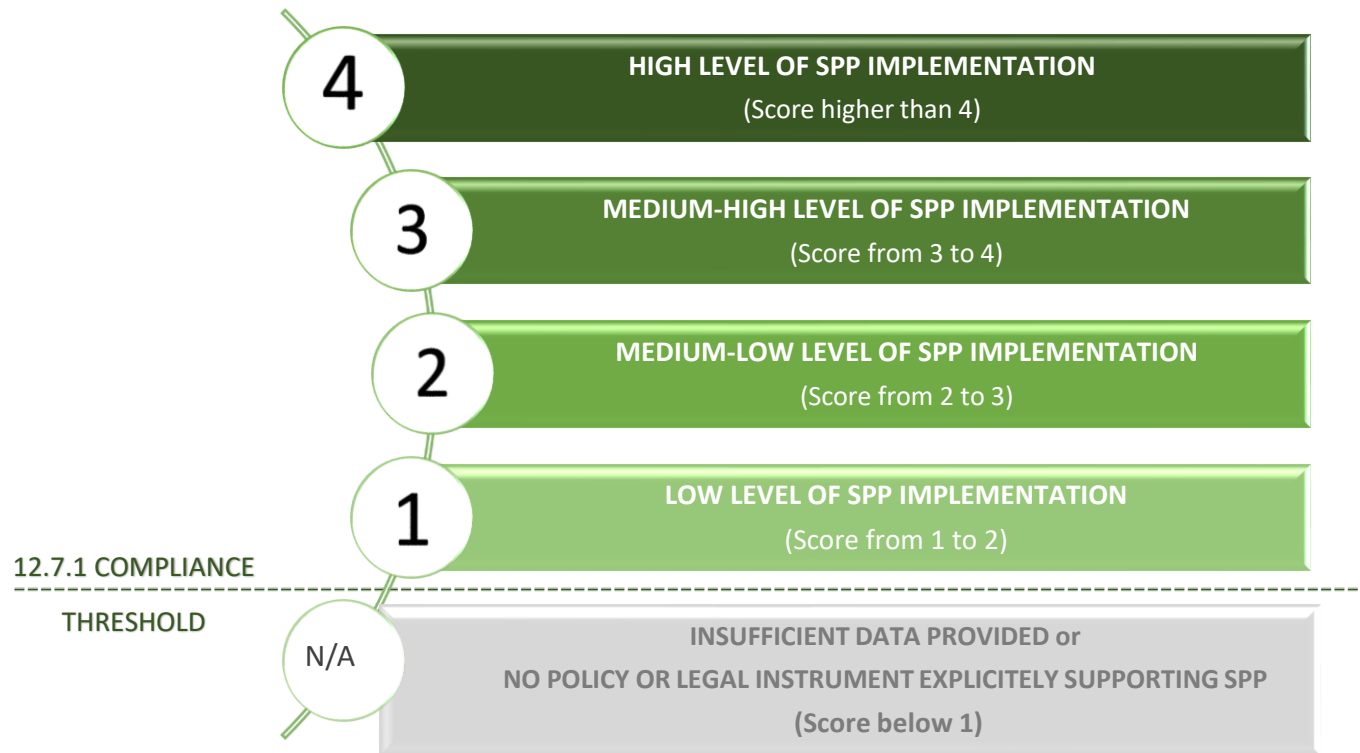 4
HIGH LEVEL OF SPP IMPLEMENTATION
(Score higher than 4)
3
MEDIUM-HIGH LEVEL OF SPP IMPLEMENTATION
(Score from 3 to 4)
2
MEDIUM-LOW LEVEL OF SPP IMPLEMENTATION
(Score from 2 to 3)
1
LOW LEVEL OF SPP IMPLEMENTATION
(Score from 1 to 2)
12.7.1 COMPLIANCE
THRESHOLD
N/A
INSUFFICIENT DATA PROVIDED or
NO POLICY OR LEGAL INSTRUMENT EXPLICITELY SUPPORTING SPP
(Score below 1)